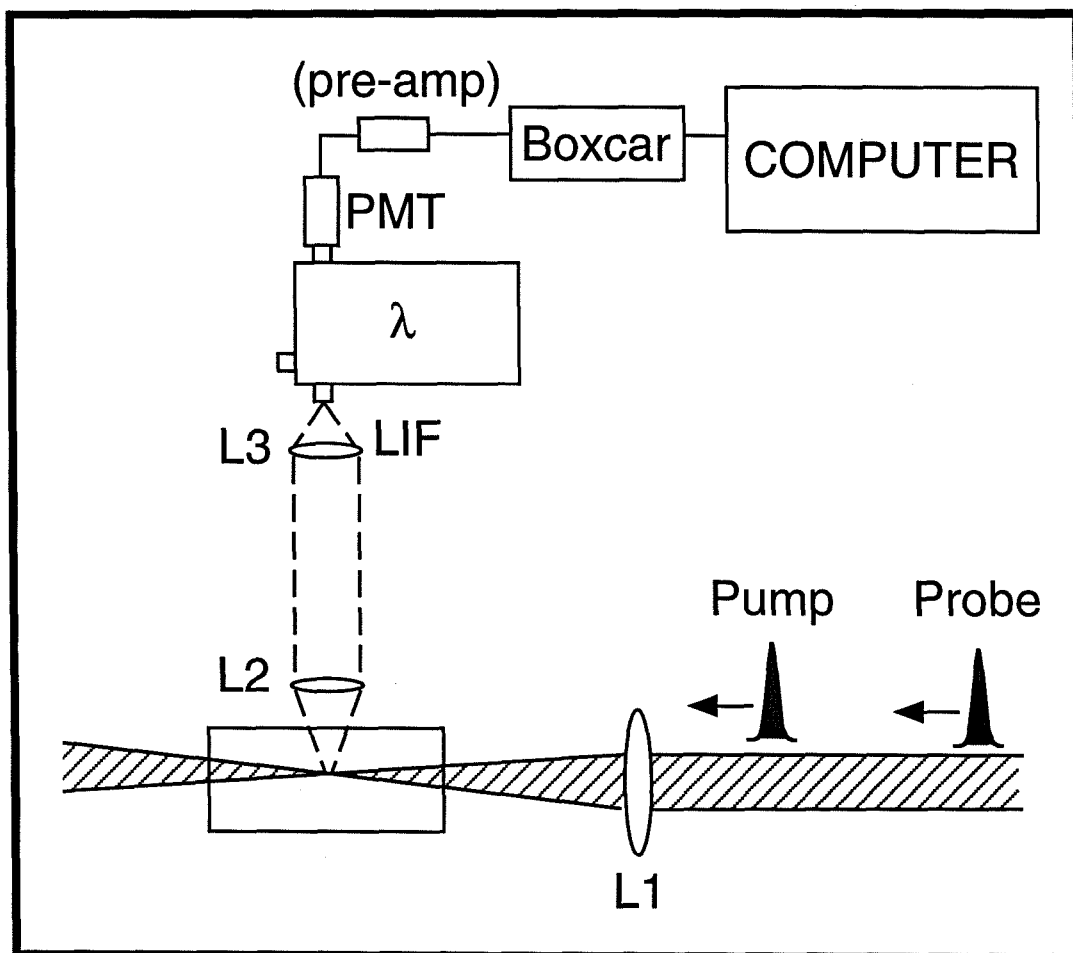 (pre-amp)
Boxcar
COMPUTER
PMT
λ
L3
LIF
Pump
Probe
L2
L1